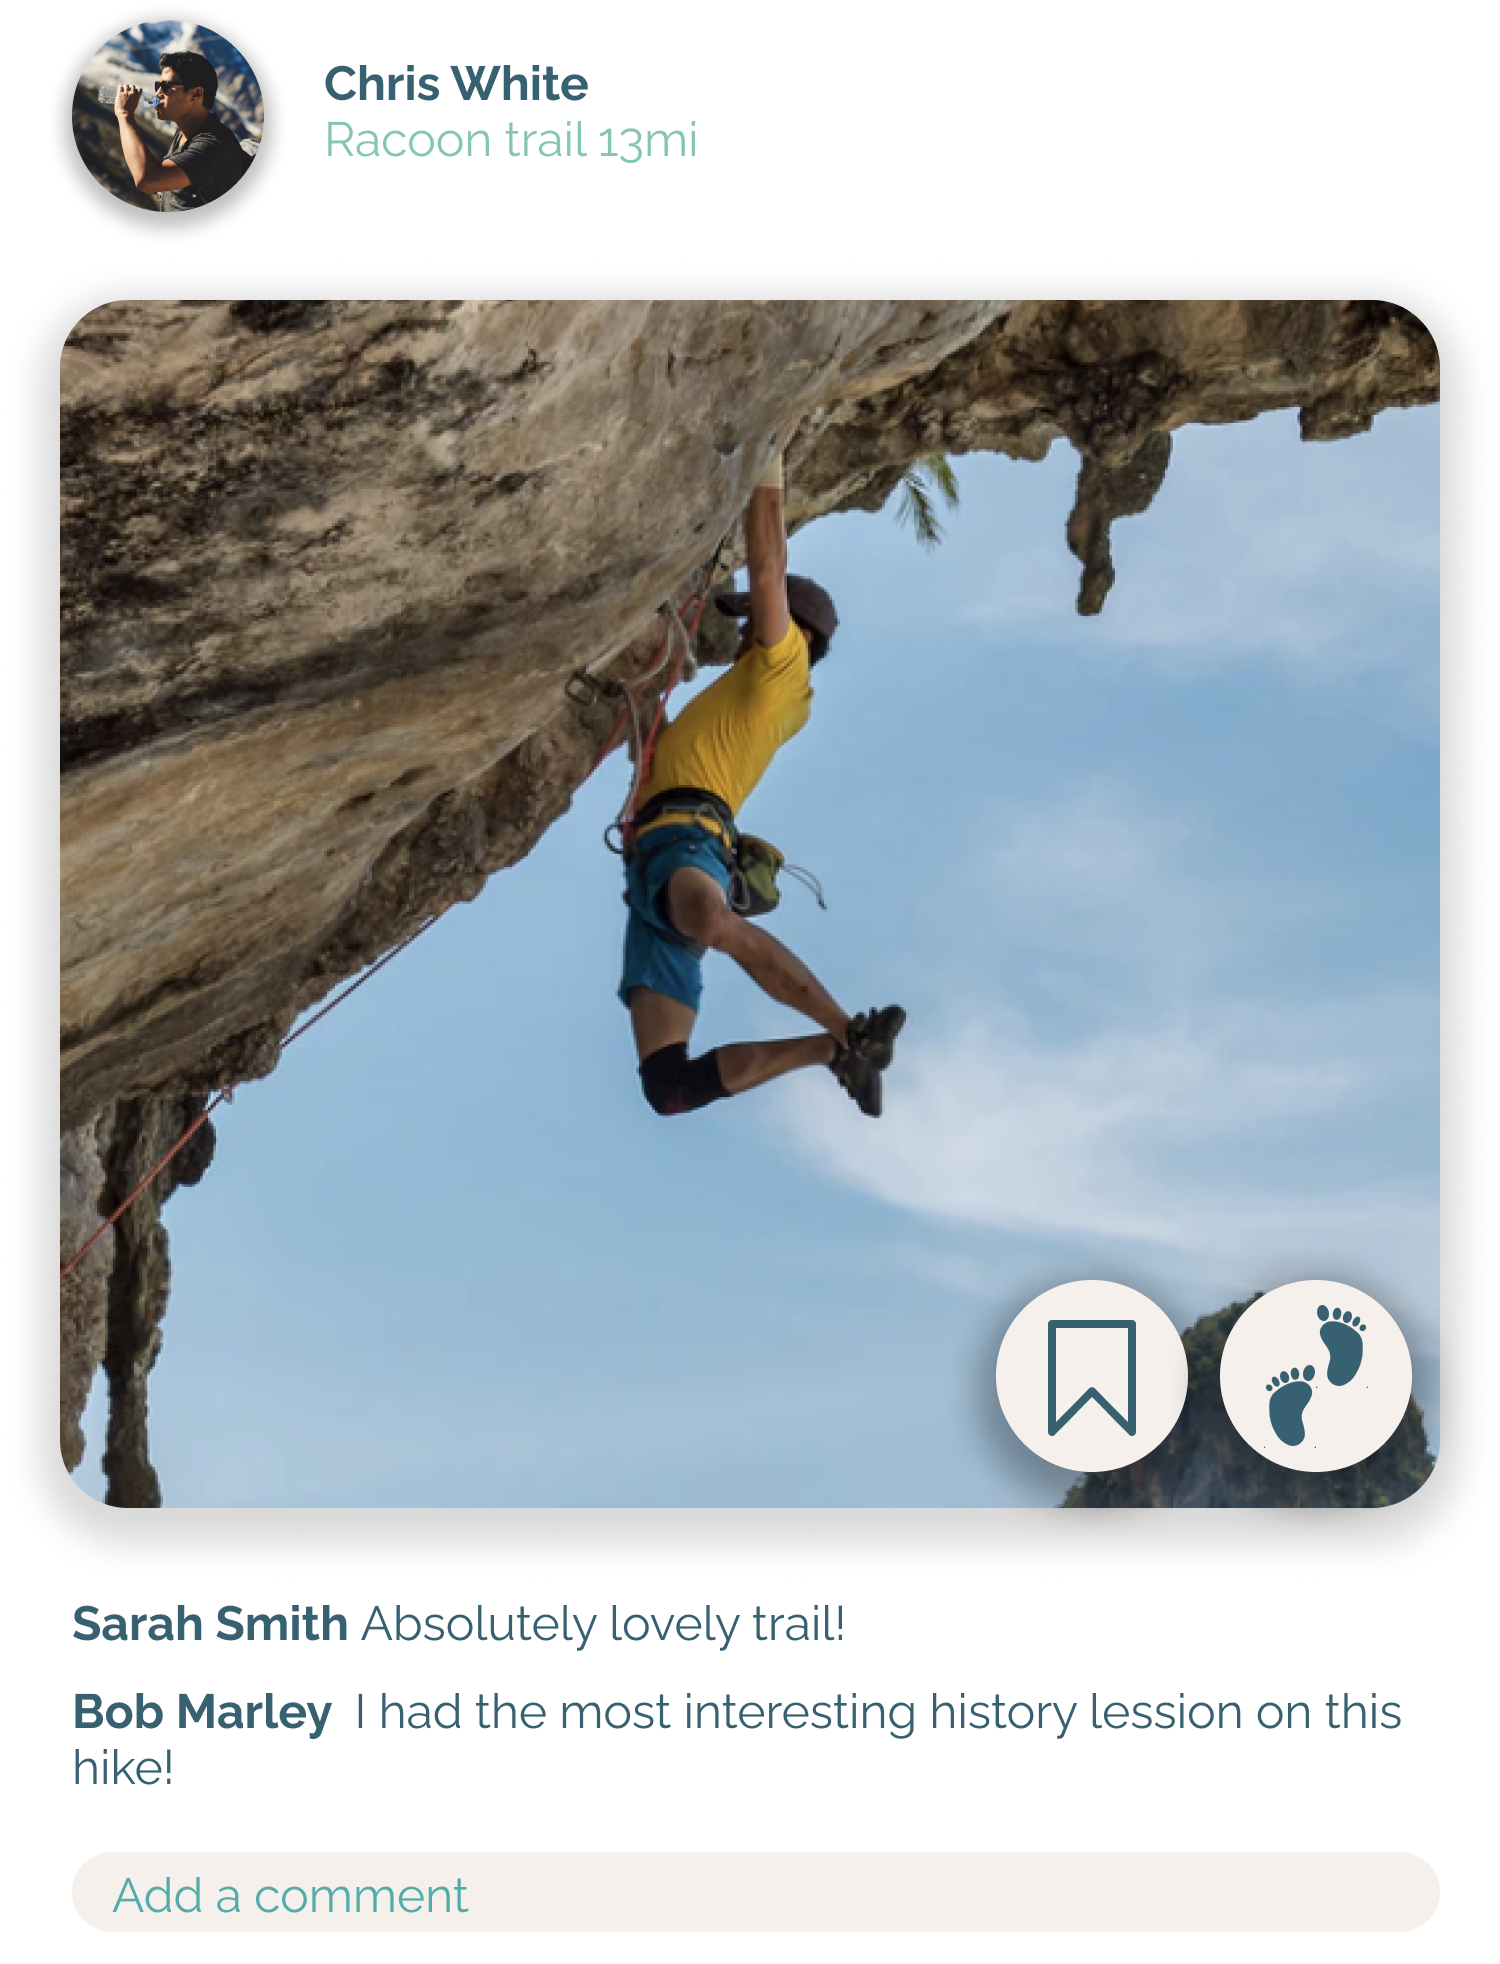 Chris White
Racoon trail 13mi
Sarah Smith Absolutely lovely trail!
Bob Marley I had the most interesting history lession on this
hike!
Add a comment